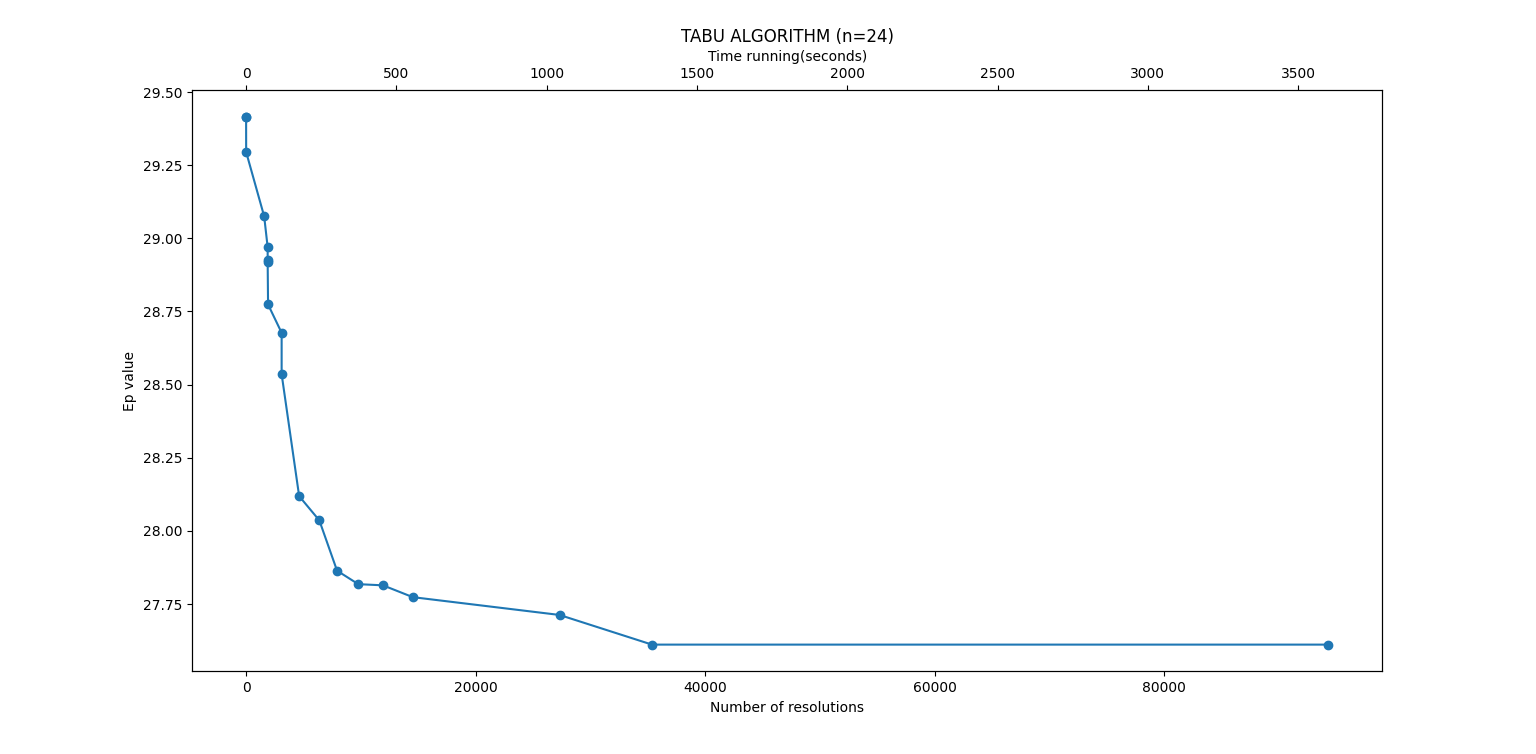 TABU ALGORITHM (n=24)
Time running(seconds)
0 500 1000 1500 2000 2500 3000 3500
29.50
29.25
29.00
28.75
28.50
28.25
28.00
27.75
Ep value
0 20000 40000 60000 80000
Number of resolutions